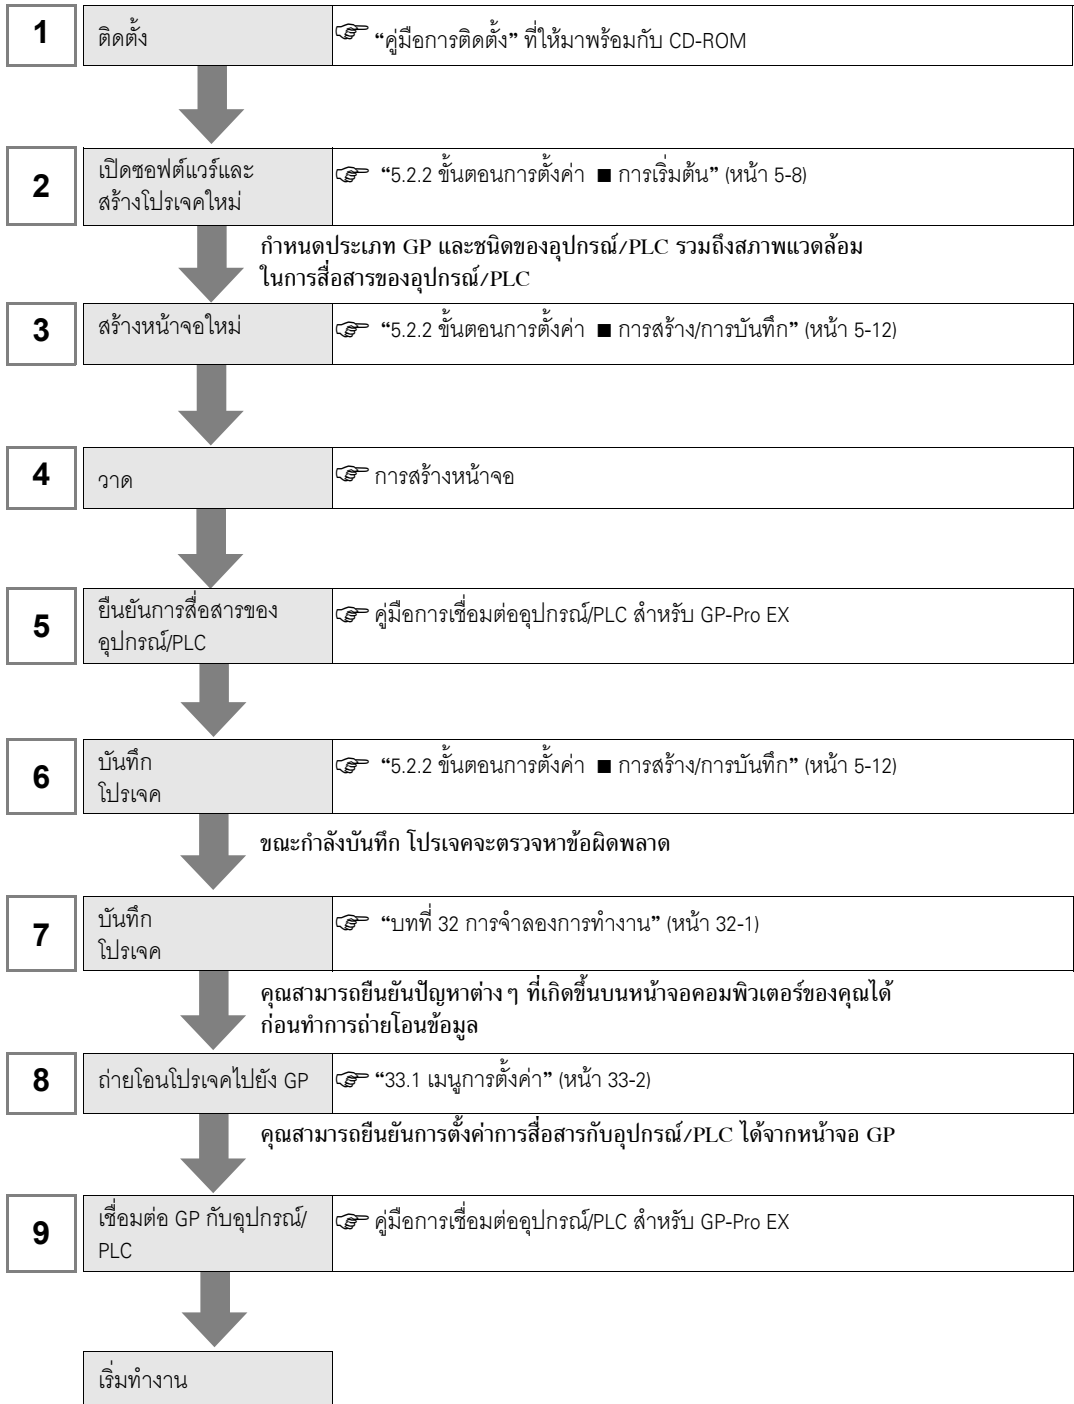 1
ติดตั้ง
☞ “คู่มือการติดตั้ง” ที่ให้มาพร้อมกับ CD-ROM
2
เปิดซอฟต์แวร์และ
สร้างโปรเจคใหม่
☞ “5.2.2 ขั้นตอนการตั้งค่า ■ การเริ่มต้น” (หน้า 5-8)
กำหนดประเภท GP และชนิดของอุปกรณ์/PLC รวมถึงสภาพแวดล้อม
ในการสื่อสารของอุปกรณ์/PLC
3
สร้างหน้าจอใหม่
☞ “5.2.2 ขั้นตอนการตั้งค่า ■ การสร้าง/การบันทึก” (หน้า 5-12)
4
วาด
☞ การสร้างหน้าจอ
5
ยืนยันการสื่อสารของ
อุปกรณ์/PLC
☞ คู่มือการเชื่อมต่ออุปกรณ์/PLC สำหรับ GP-Pro EX
6
บันทึก
โปรเจค
☞ “5.2.2 ขั้นตอนการตั้งค่า ■ การสร้าง/การบันทึก” (หน้า 5-12)
ขณะกำลังบันทึก โปรเจคจะตรวจหาข้อผิดพลาด
7
บันทึก
โปรเจค
☞ “บทที่ 32 การจำลองการทำงาน” (หน้า 32-1)
คุณสามารถยืนยันปัญหาต่างๆ ที่เกิดขึ้นบนหน้าจอคอมพิวเตอร์ของคุณได้
ก่อนทำการถ่ายโอนข้อมูล
8
ถ่ายโอนโปรเจคไปยัง GP
☞ “33.1 เมนูการตั้งค่า” (หน้า 33-2)
คุณสามารถยืนยันการตั้งค่าการสื่อสารกับอุปกรณ์/PLC ได้จากหน้าจอ GP
9
เชื่อมต่อ GP กับอุปกรณ์/
PLC
☞ คู่มือการเชื่อมต่ออุปกรณ์/PLC สำหรับ GP-Pro EX
เริ่มทำงาน